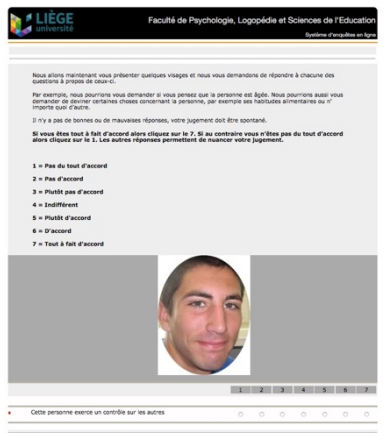 LIÈGE
université
Faculté de Psychologie, Logopédie et Sciences de l'Education
Système d'enquêtes en ligne
Nous allons maintenant vous présenter quelques visages et nous vous demandons de répondre à chacune des
questions à propos de ceux-ci.
Par exemple, nous pourrions vous demander si vous pensez que la personne est âgée. Nous pourrions aussi vous
demander de deviner certaines choses concernant la personne, par exemple ses habitudes alimentaires ou n'
importe quoi d'autre.
Il n'y a pas de bonnes ou de mauvaises réponses, votre jugement doit être spontané.
Si vous êtes tout à fait d'accord alors cliquez sur le 7. Si au contraire vous n'êtes pas du tout d'accord
alors cliquez sur le 1. Les autres réponses permettent de nuancer votre jugement.
1 = Pas du tout d'accord
2 = Pas d'accord
3 = Plutôt pas d'accord
4 = Indifférent
5 = Plutôt d'accord
6 = D'accord
7 = Tout à fait d'accord
1 2 3 4 5 6 7
Cette personne exerce un contrôle sur les autres